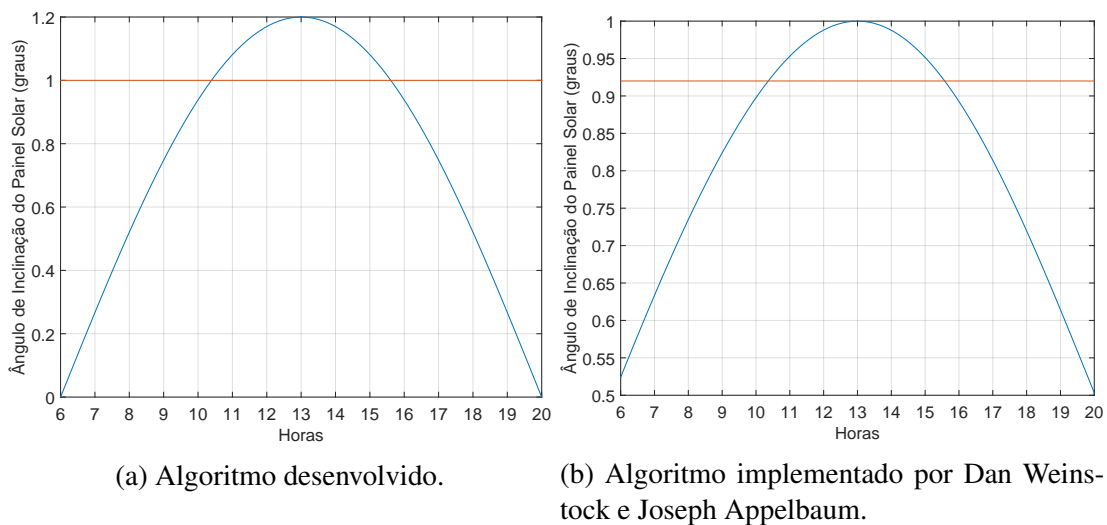 Ângulo de Inclinação do Painel Solar (graus)
1.2
1
0.8
0.6
0.4
0.2
0
6 7 8 9 10 11 12 13 14 15 16 17 18 19 20
Horas
(a) Algoritmo desenvolvido.
Ângulo de Inclinação do Painel Solar (graus)
1
0.95
0.9
0.85
0.8
0.75
0.7
0.65
0.6
0.55
0.5
6 7 8 9 10 11 12 13 14 15 16 17 18 19 20
Horas
(b) Algoritmo implementado por Dan Weins-
tock e Joseph Appelbaum.